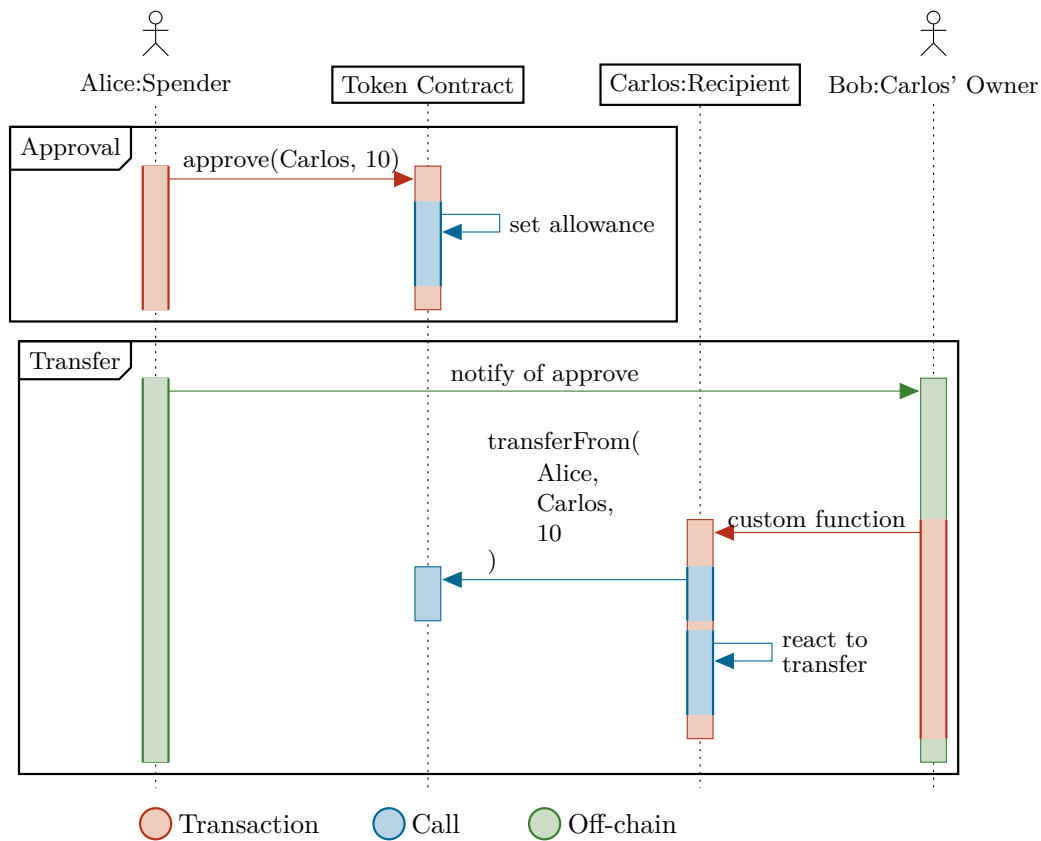 Alice:Spender
Token Contract
Carlos:Recipient
Bob:Carlos' Owner
Approval
approve(Carlos, 10)
set allowance
Transfer
notify of approve
transferFrom(
Alice,
Carlos,
10
)
custom function
react to
transfer
Transaction
Call
Off-chain